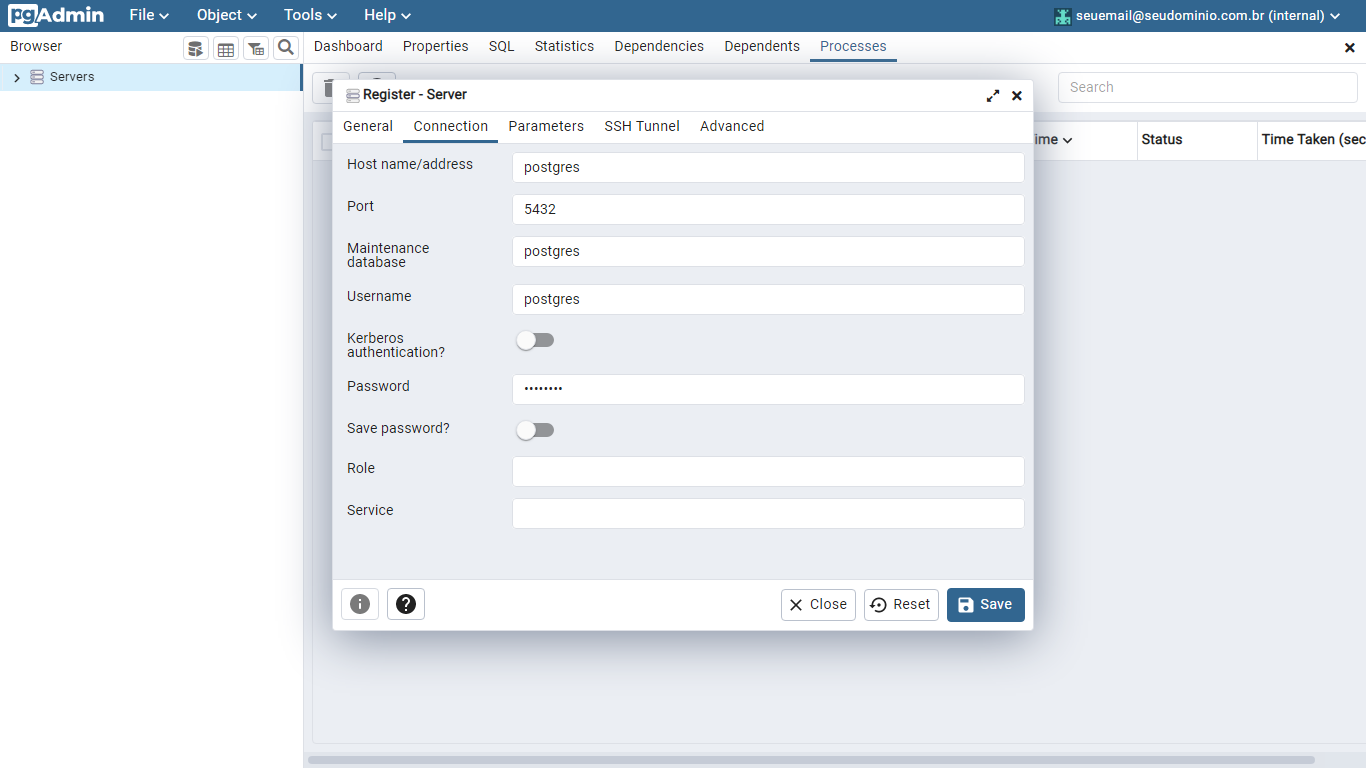 pgAdmin File Object Tools Help seuemail@seudominio.com.br (internal)
Browser
Dashboard Properties SQL Statistics Dependencies Dependents Processes
Servers
Search
Register - Server
General Connection Parameters SSH Tunnel Advanced
Status Time Taken (sec
Host name/address postgres
Port 5432
Maintenance
database
postgres
Username postgres
Kerberos
authentication?
Password ••••••••
Save password?
Role
Service
Close Reset Save